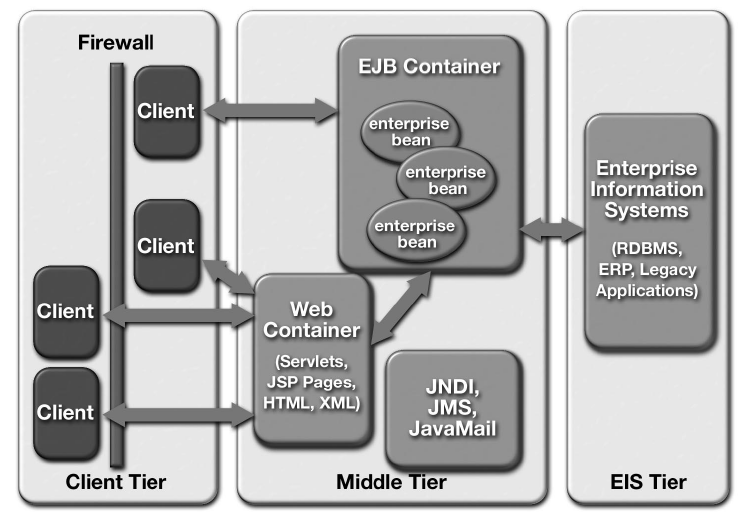 Firewall
Client
Client
Client
Client
Client Tier
EJB Container
enterprise
bean
enterprise
bean
enterprise
bean
Web
Container
(Servlets,
JSP Pages,
HTML, XML)
JNDI,
JMS,
JavaMail
Middle Tier
Enterprise
Information
Systems
(RDBMS,
ERP, Legacy
Applications)
EIS Tier